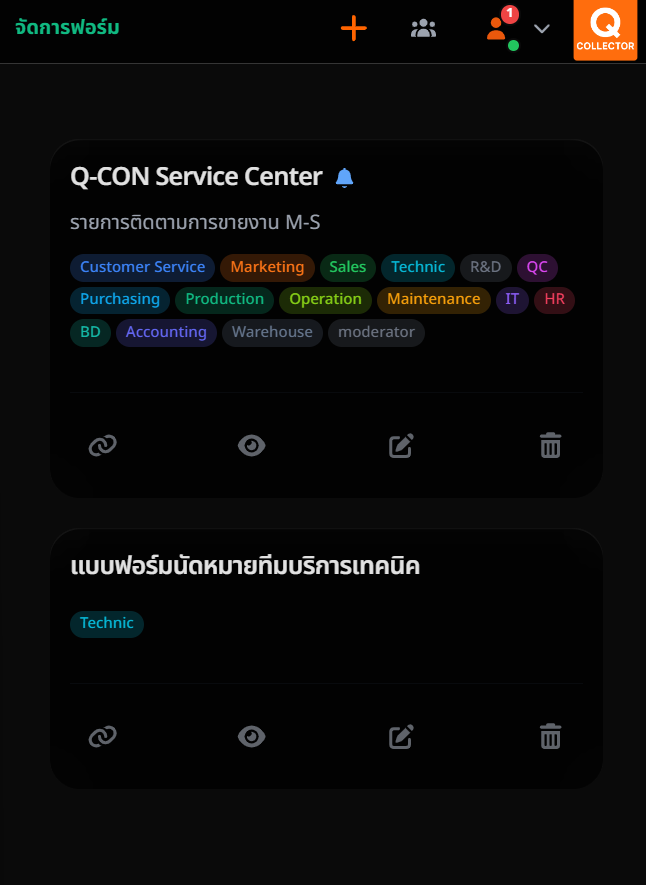 จัดการฟอร์ม
1
Q
COLLECTOR
Q-CON Service Center
รายการติดตามการขายงาน M-S
Customer Service Marketing Sales Technic R&D QC
Purchasing Production Operation Maintenance IT HR
BD Accounting Warehouse moderator
แบบฟอร์มนัดหมายทีมบริการเทคนิค
Technic